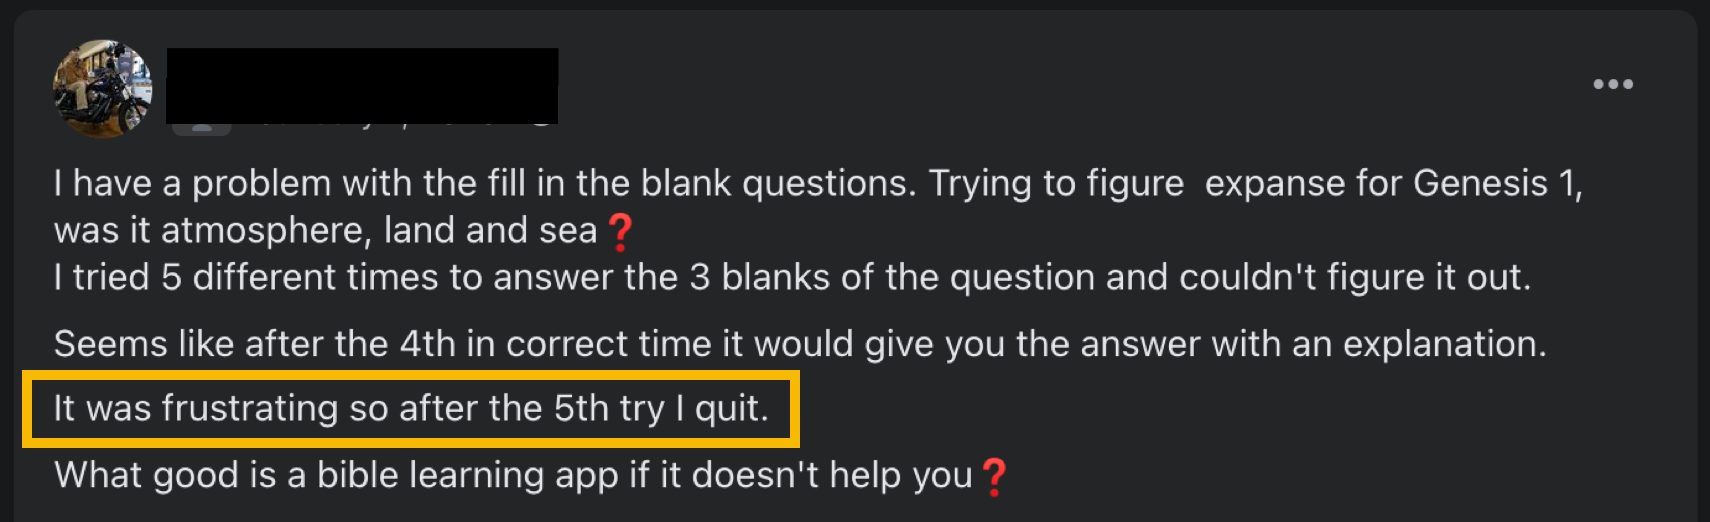 I have a problem with the fill in the blank questions. Trying to figure  expanse for Genesis 1,
was it atmosphere, land and sea❓
I tried 5 different times to answer the 3 blanks of the question and couldn't figure it out.
Seems like after the 4th in correct time it would give you the answer with an explanation.
It was frustrating so after the 5th try I quit.
What good is a bible learning app if it doesn't help you❓